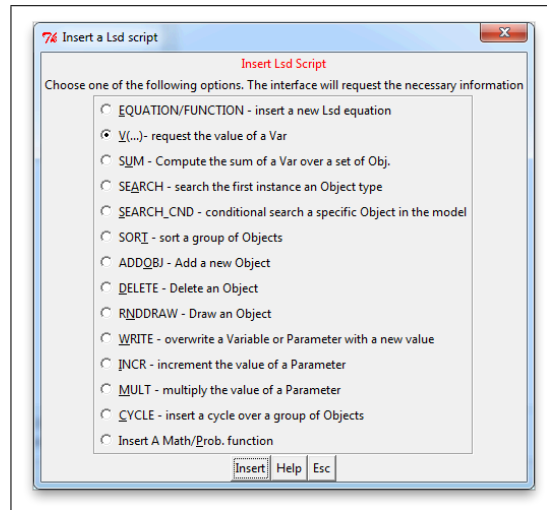 Insert a Lsd script
Insert Lsd Script
Choose one of the following options. The interface will request the necessary information
EQUATION/FUNCTION - insert a new Lsd equation
V(...)- request the value of a Var
SUM - Compute the sum of a Var over a set of Obj.
SEARCH - search the first instance an Object type
SEARCH_CND - conditional search a specific Object in the model
SORT - sort a group of Objects
ADDOBJ - Add a new Object
DELETE - Delete an Object
RNDDRAW - Draw an Object
WRITE - overwrite a Variable or Parameter with a new value
INCR - increment the value of a Parameter
MULT - multiply the value of a Parameter
CYCLE - insert a cycle over a group of Objects
Insert A Math/Prob. function
Insert Help Esc